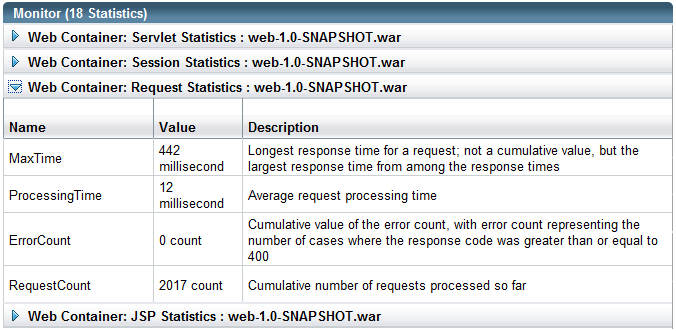 Monitor (18 Statistics)
Web Container: Servlet Statistics : web-1.0-SNAPSHOT.war
Web Container: Session Statistics : web-1.0-SNAPSHOT.war
Web Container: Request Statistics : web-1.0-SNAPSHOT.war
Name Value Description
MaxTime 442 millisecond Longest response time for a request; not a cumulative value, but the
largest response time from among the response times
ProcessingTime 12 millisecond Average request processing time
ErrorCount 0 count Cumulative value of the error count, with error count representing the
number of cases where the response code was greater than or equal to
400
RequestCount 2017 count Cumulative number of requests processed so far
Web Container: JSP Statistics : web-1.0-SNAPSHOT.war